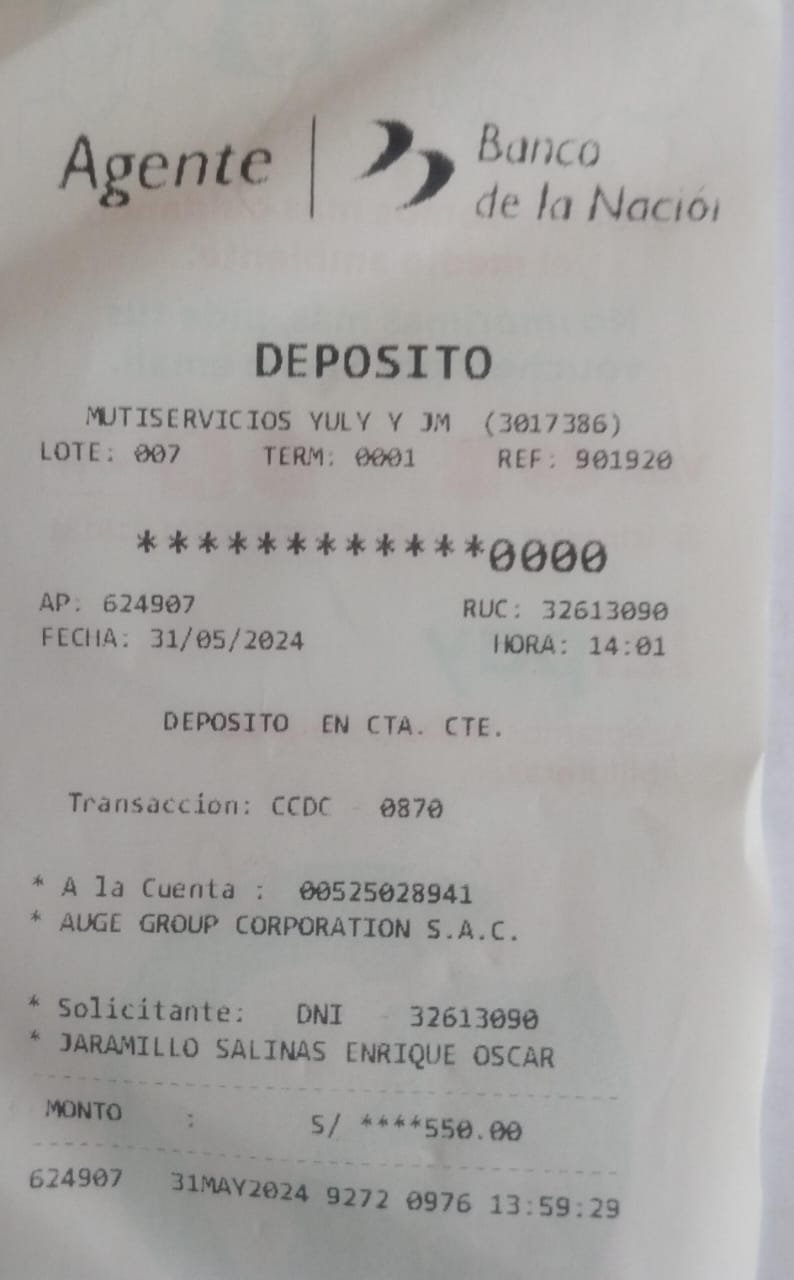 Agente | Banco
de la Nación
DEPOSITO
MUTISERVICIOS YULY Y JM (3017386)
LOTE: 007 TERM: 0001 REF: 901920
************0000
AP: 624907 RUC: 32613090
FECHA: 31/05/2024 HORA: 14:01
DEPOSITO EN CTA. CTE.
Transaccion: CCDC - 0870
* A la Cuenta : 00525028941
* AUGE GROUP CORPORATION S.A.C.
* Solicitante: DNI - 32613090
* JARAMILLO SALINAS ENRIQUE OSCAR
MONTO : S/ ****550.00
624907 31MAY2024 9272 0976 13:59:29